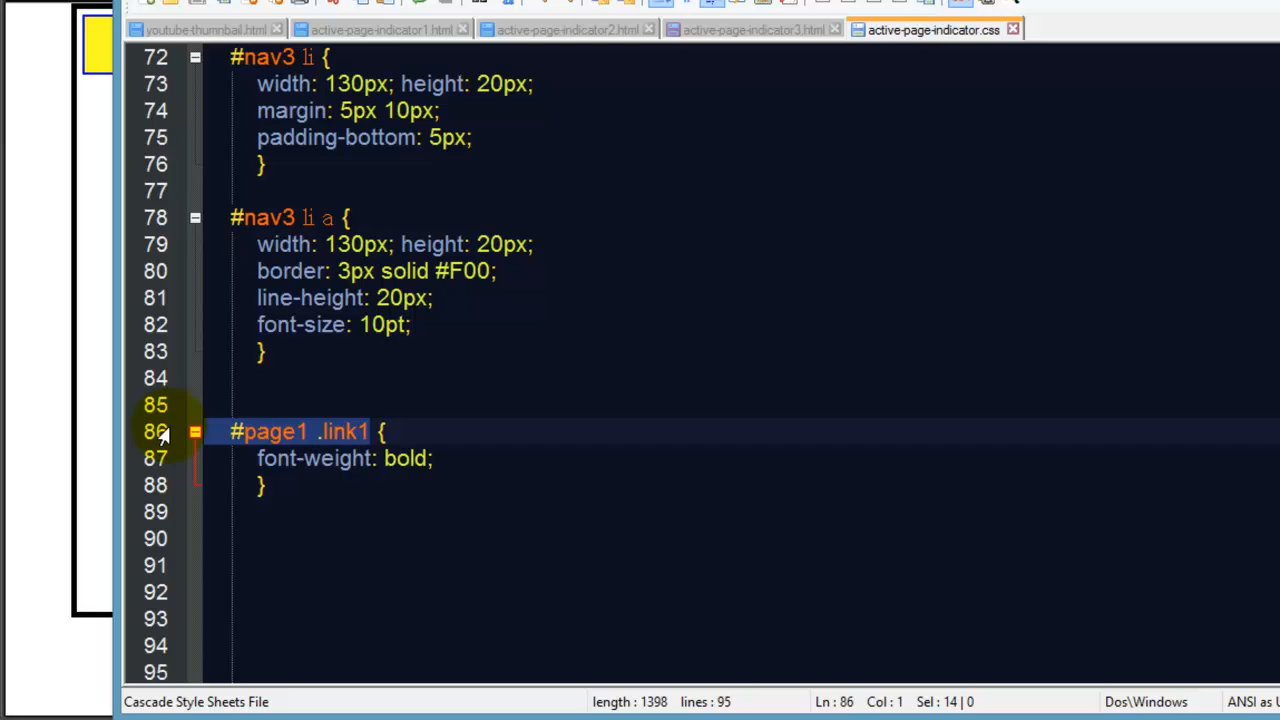 youtube-thumnbail.html active-page-indicator1.html active-page-indicator2.html active-page-indicator3.html active-page-indicator.css
72 #nav3 li {
73 width: 130px; height: 20px;
74 margin: 5px 10px;
75 padding-bottom: 5px;
76 }
77
78 #nav3 li a {
79 width: 130px; height: 20px;
80 border: 3px solid #F00;
81 line-height: 20px;
82 font-size: 10pt;
83 }
84
85
86 #page1 .link1 {
87 font-weight: bold;
88 }
89
90
91
92
93
94
95
Cascade Style Sheets File length : 1398 lines : 95 Ln : 86 Col : 1 Sel : 14 | 0 Dos\Windows ANSI as